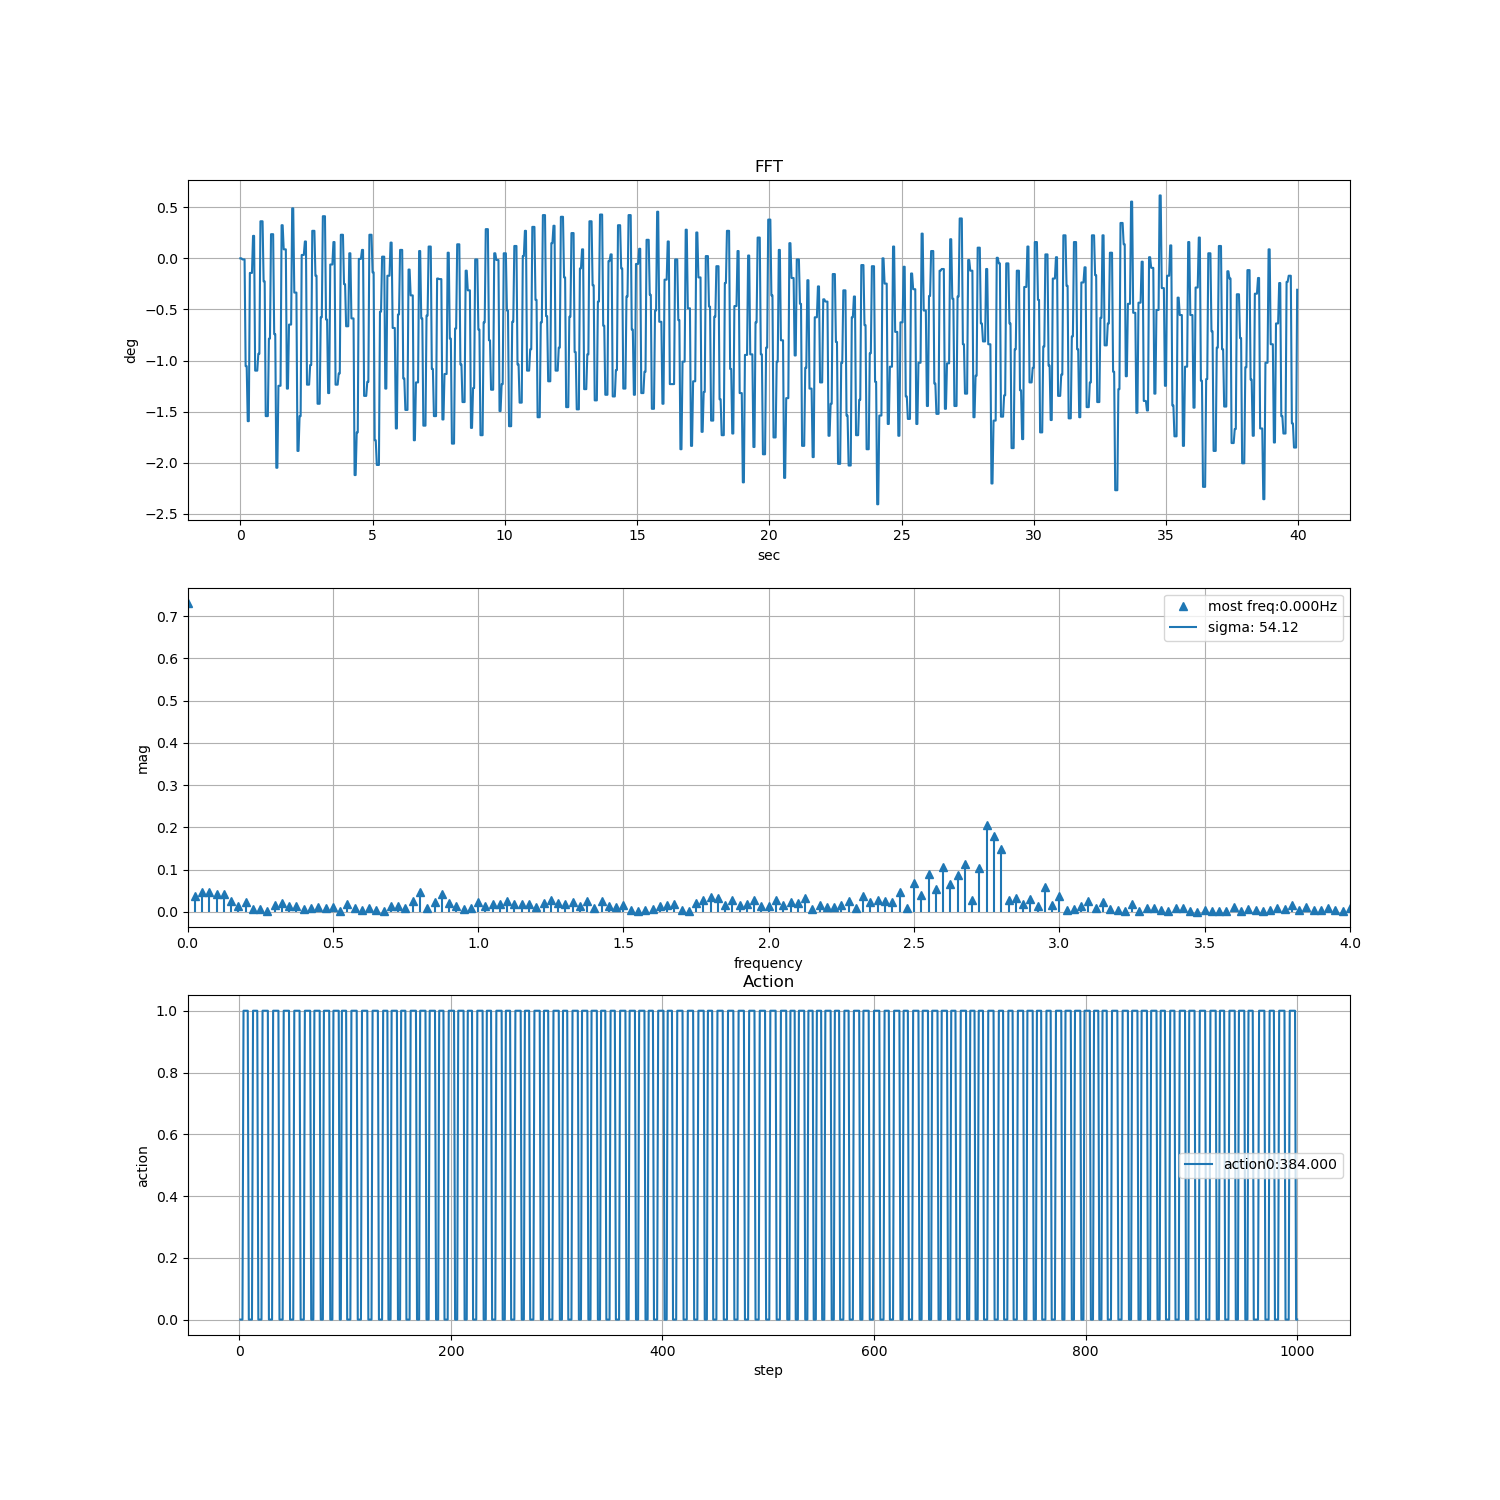 FFT
0.5
0.0
−0.5
−1.0
−1.5
−2.0
−2.5
deg
0 5 10 15 20 25 30 35 40
sec
most freq:0.000Hz
sigma: 54.12
0.7
0.6
0.5
0.4
0.3
0.2
0.1
0.0
mag
0.0 0.5 1.0 1.5 2.0 2.5 3.0 3.5 4.0
frequency
Action
1.0
0.8
0.6
0.4
0.2
0.0
action
action0:384.000
0 200 400 600 800 1000
step